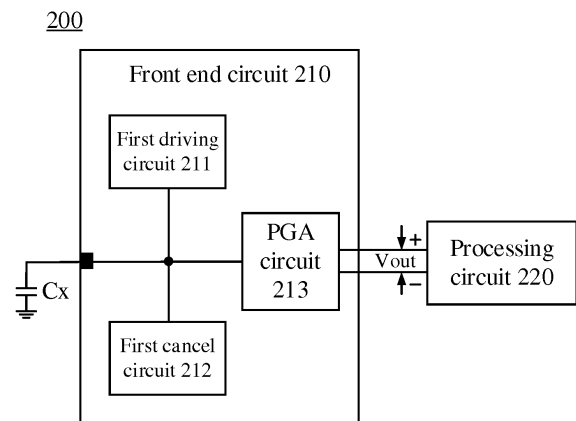 200
Front end circuit 210
First driving
circuit 211
PGA
circuit
213
+
Vout
−
Processing
circuit 220
Cx
First cancel
circuit 212